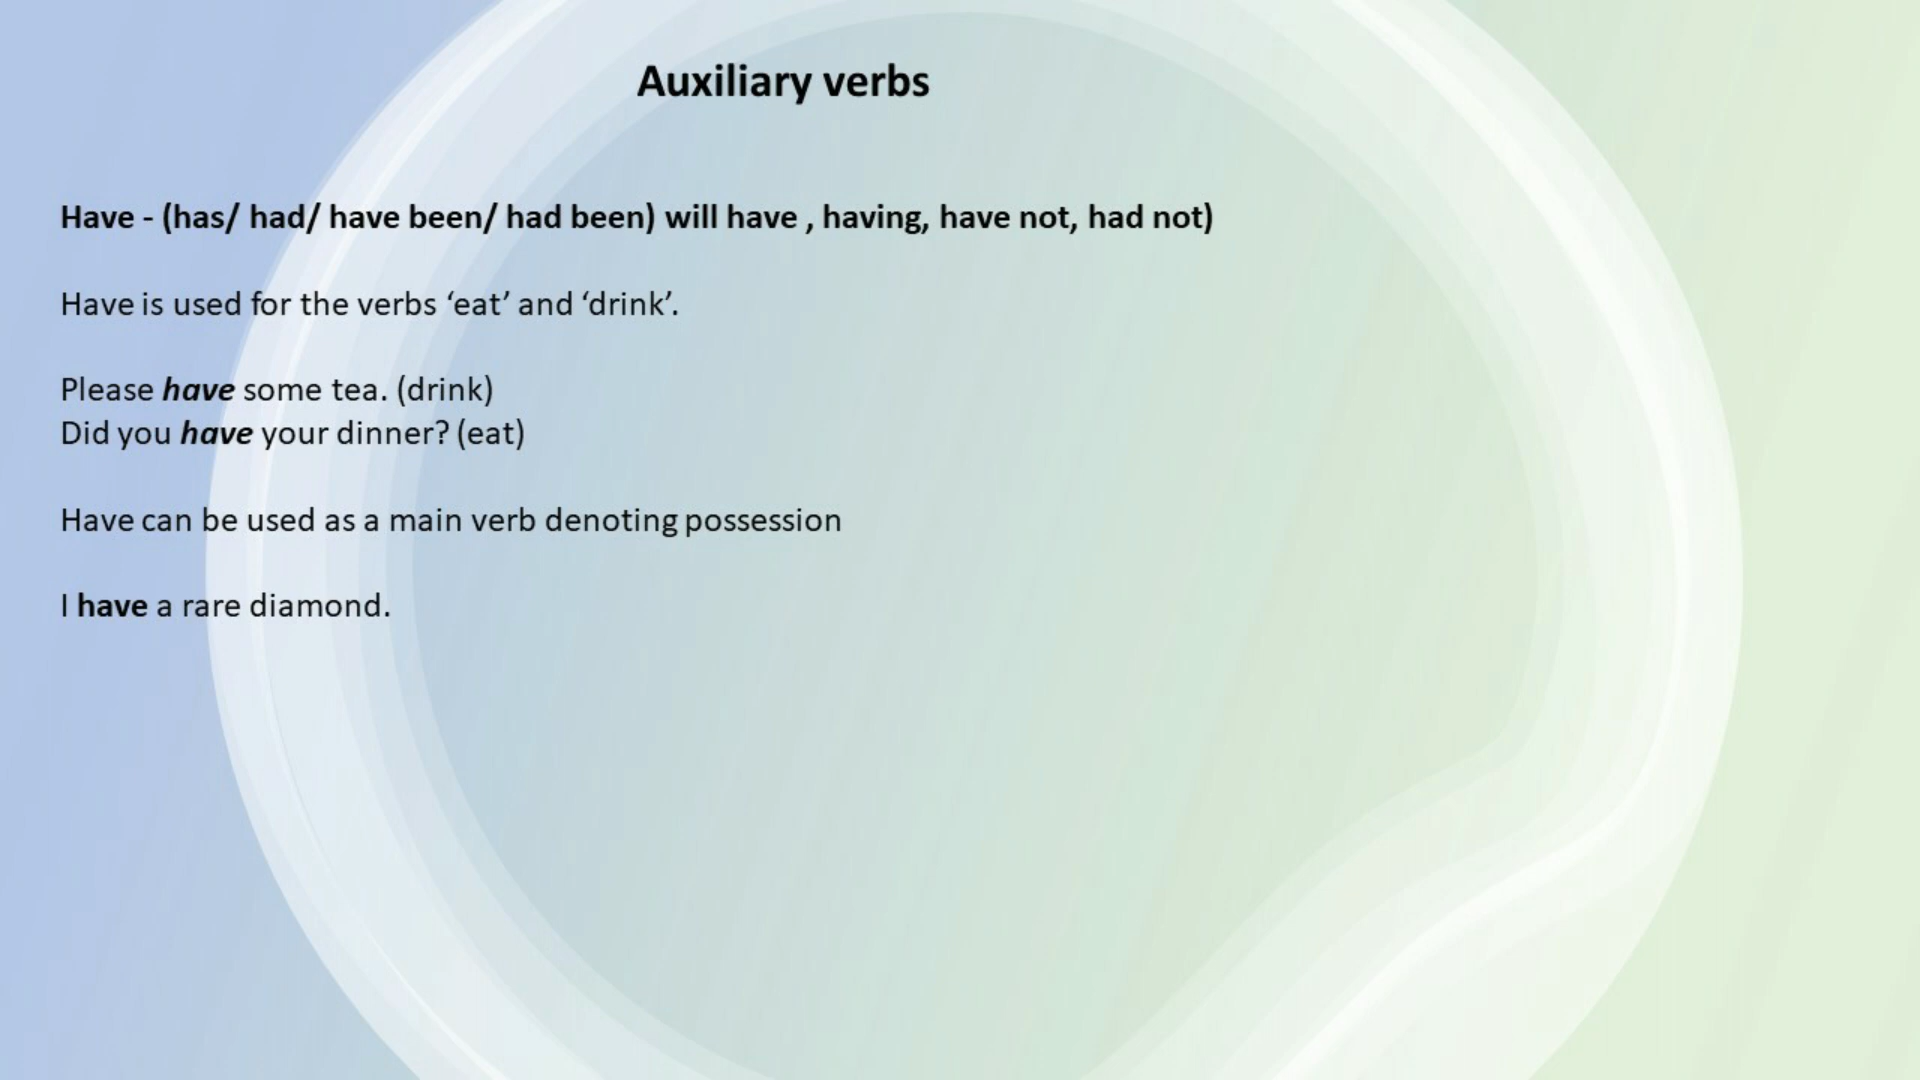 Auxiliary verbs
Have - (has/ had/ have been/ had been) will have , having, have not, had not)
Have is used for the verbs ‘eat’ and ‘drink’.
Please have some tea. (drink)
Did you have your dinner? (eat)
Have can be used as a main verb denoting possession
I have a rare diamond.